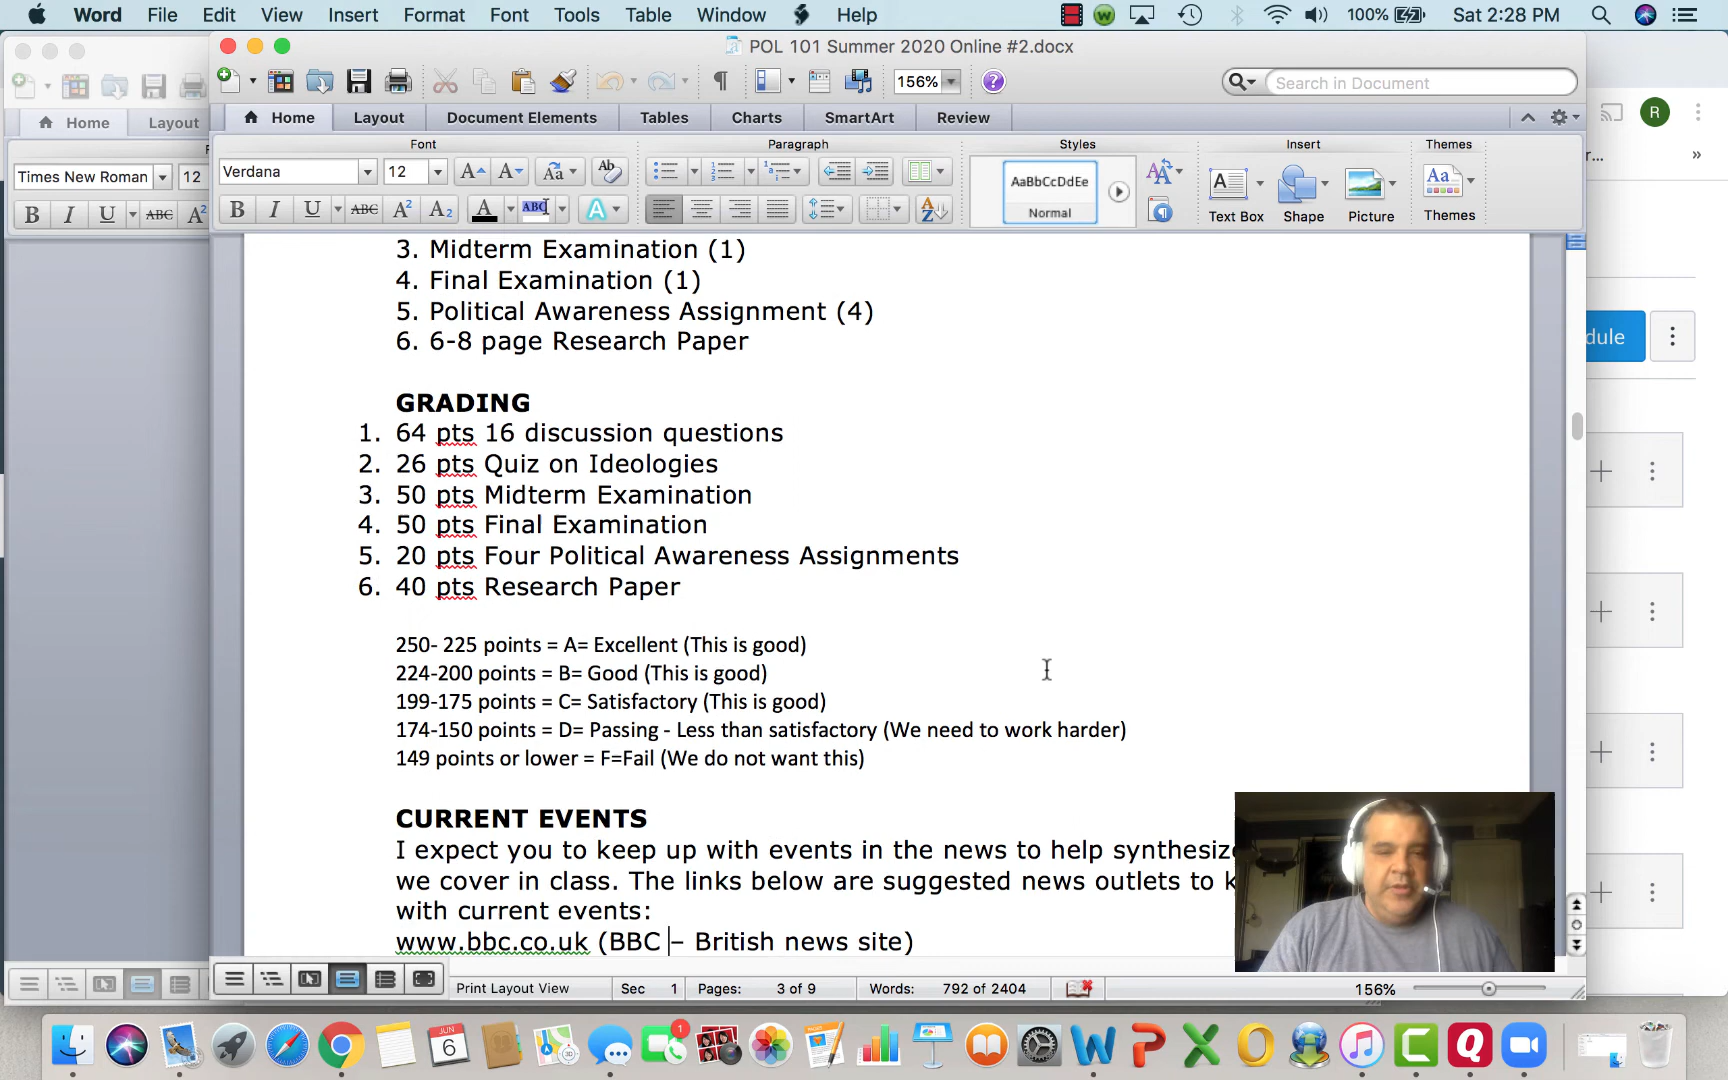 Word File Edit View Insert Format Font Tools Table Window Help 100% Sat 2:28 PM
POL 101 Summer 2020 Online #2.docx
156% Search in Document
Home Layout
Home Layout Document Elements Tables Charts SmartArt Review
R
Font Paragraph Styles Insert Themes
Times New Roman 12
Verdana 12
AaBbCcDdEe
Normal
Text Box Shape Picture Themes
3. Midterm Examination (1)
4. Final Examination (1)
5. Political Awareness Assignment (4)
6. 6-8 page Research Paper
dule
GRADING
1. 64 pts 16 discussion questions
2. 26 pts Quiz on Ideologies
3. 50 pts Midterm Examination
4. 50 pts Final Examination
5. 20 pts Four Political Awareness Assignments
6. 40 pts Research Paper
250- 225 points = A= Excellent (This is good)
224-200 points = B= Good (This is good)
199-175 points = C= Satisfactory (This is good)
174-150 points = D= Passing - Less than satisfactory (We need to work harder)
149 points or lower = F=Fail (We do not want this)
CURRENT EVENTS
I expect you to keep up with events in the news to help synthesize
we cover in class. The links below are suggested news outlets to k
with current events:
www.bbc.co.uk (BBC – British news site)
Print Layout View Sec 1 Pages: 3 of 9 Words: 792 of 2404 156%
JUN
6
1